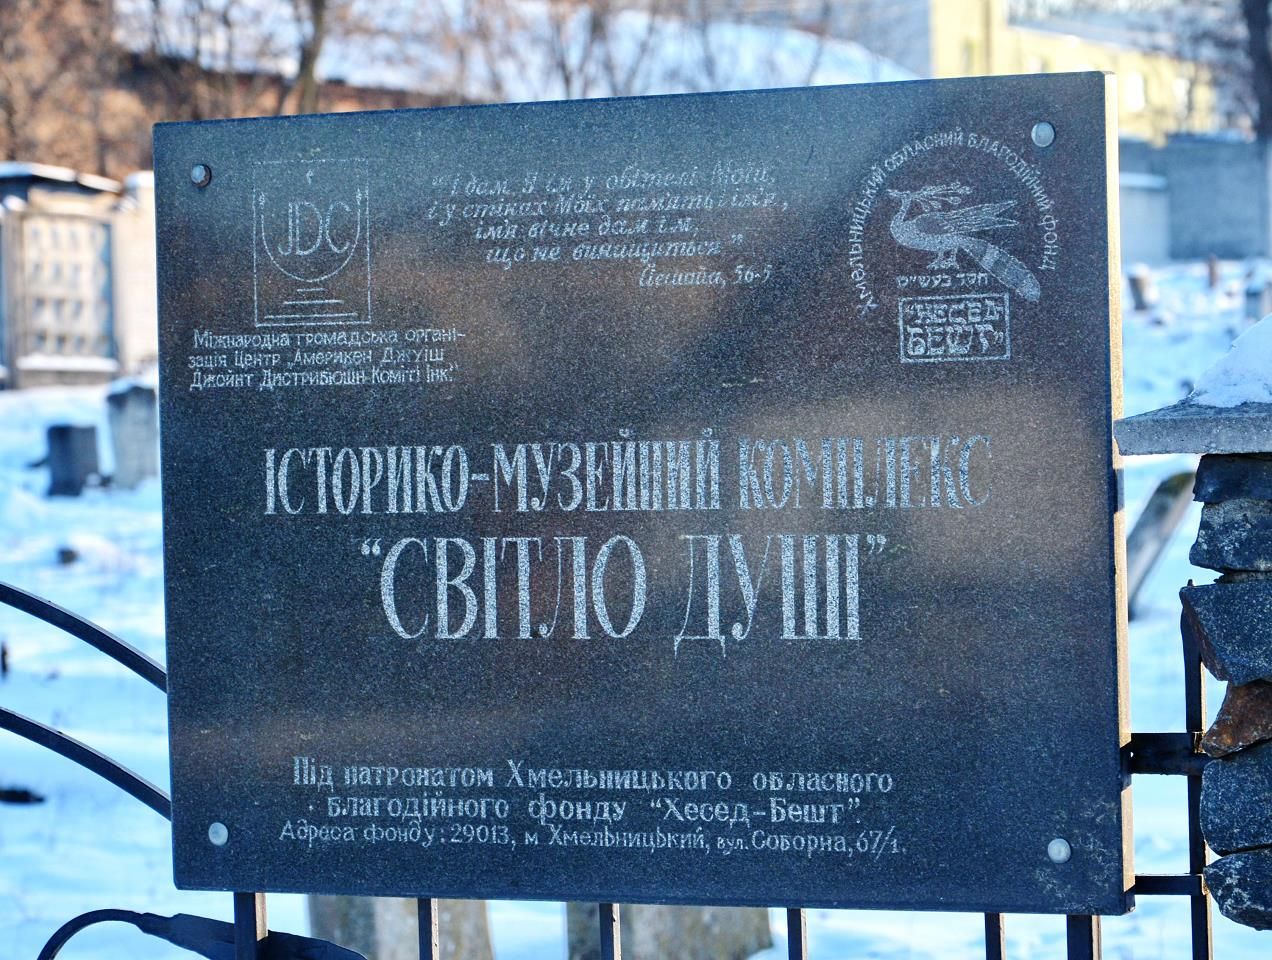 JDC
Міжнародна громадська органі-
зація Центр „Американ Джуіш
Джойнт Дистрибюшн Комітті Інк."
“І дам Я їм у обителі Моїй
і у стінах Моїх пам'ять і ім'я,
ім'я вічне дам їм,
що не винищиться”
Ісешайа, 56-5
Хмельницький обласний благодійний фонд
חסד בעש"ט
“ХЕСЕД-
БЕШТ”
ІСТОРИКО-МУЗЕЙНИЙ КОМПЛЕКС
“СВІТЛО ДУШІ”
Під патронатом Хмельницького обласного
благодійного фонду “Хесед-Бешт”.
Адреса фонду: 29013, м Хмельницький, вул. Соборна, 67/1.